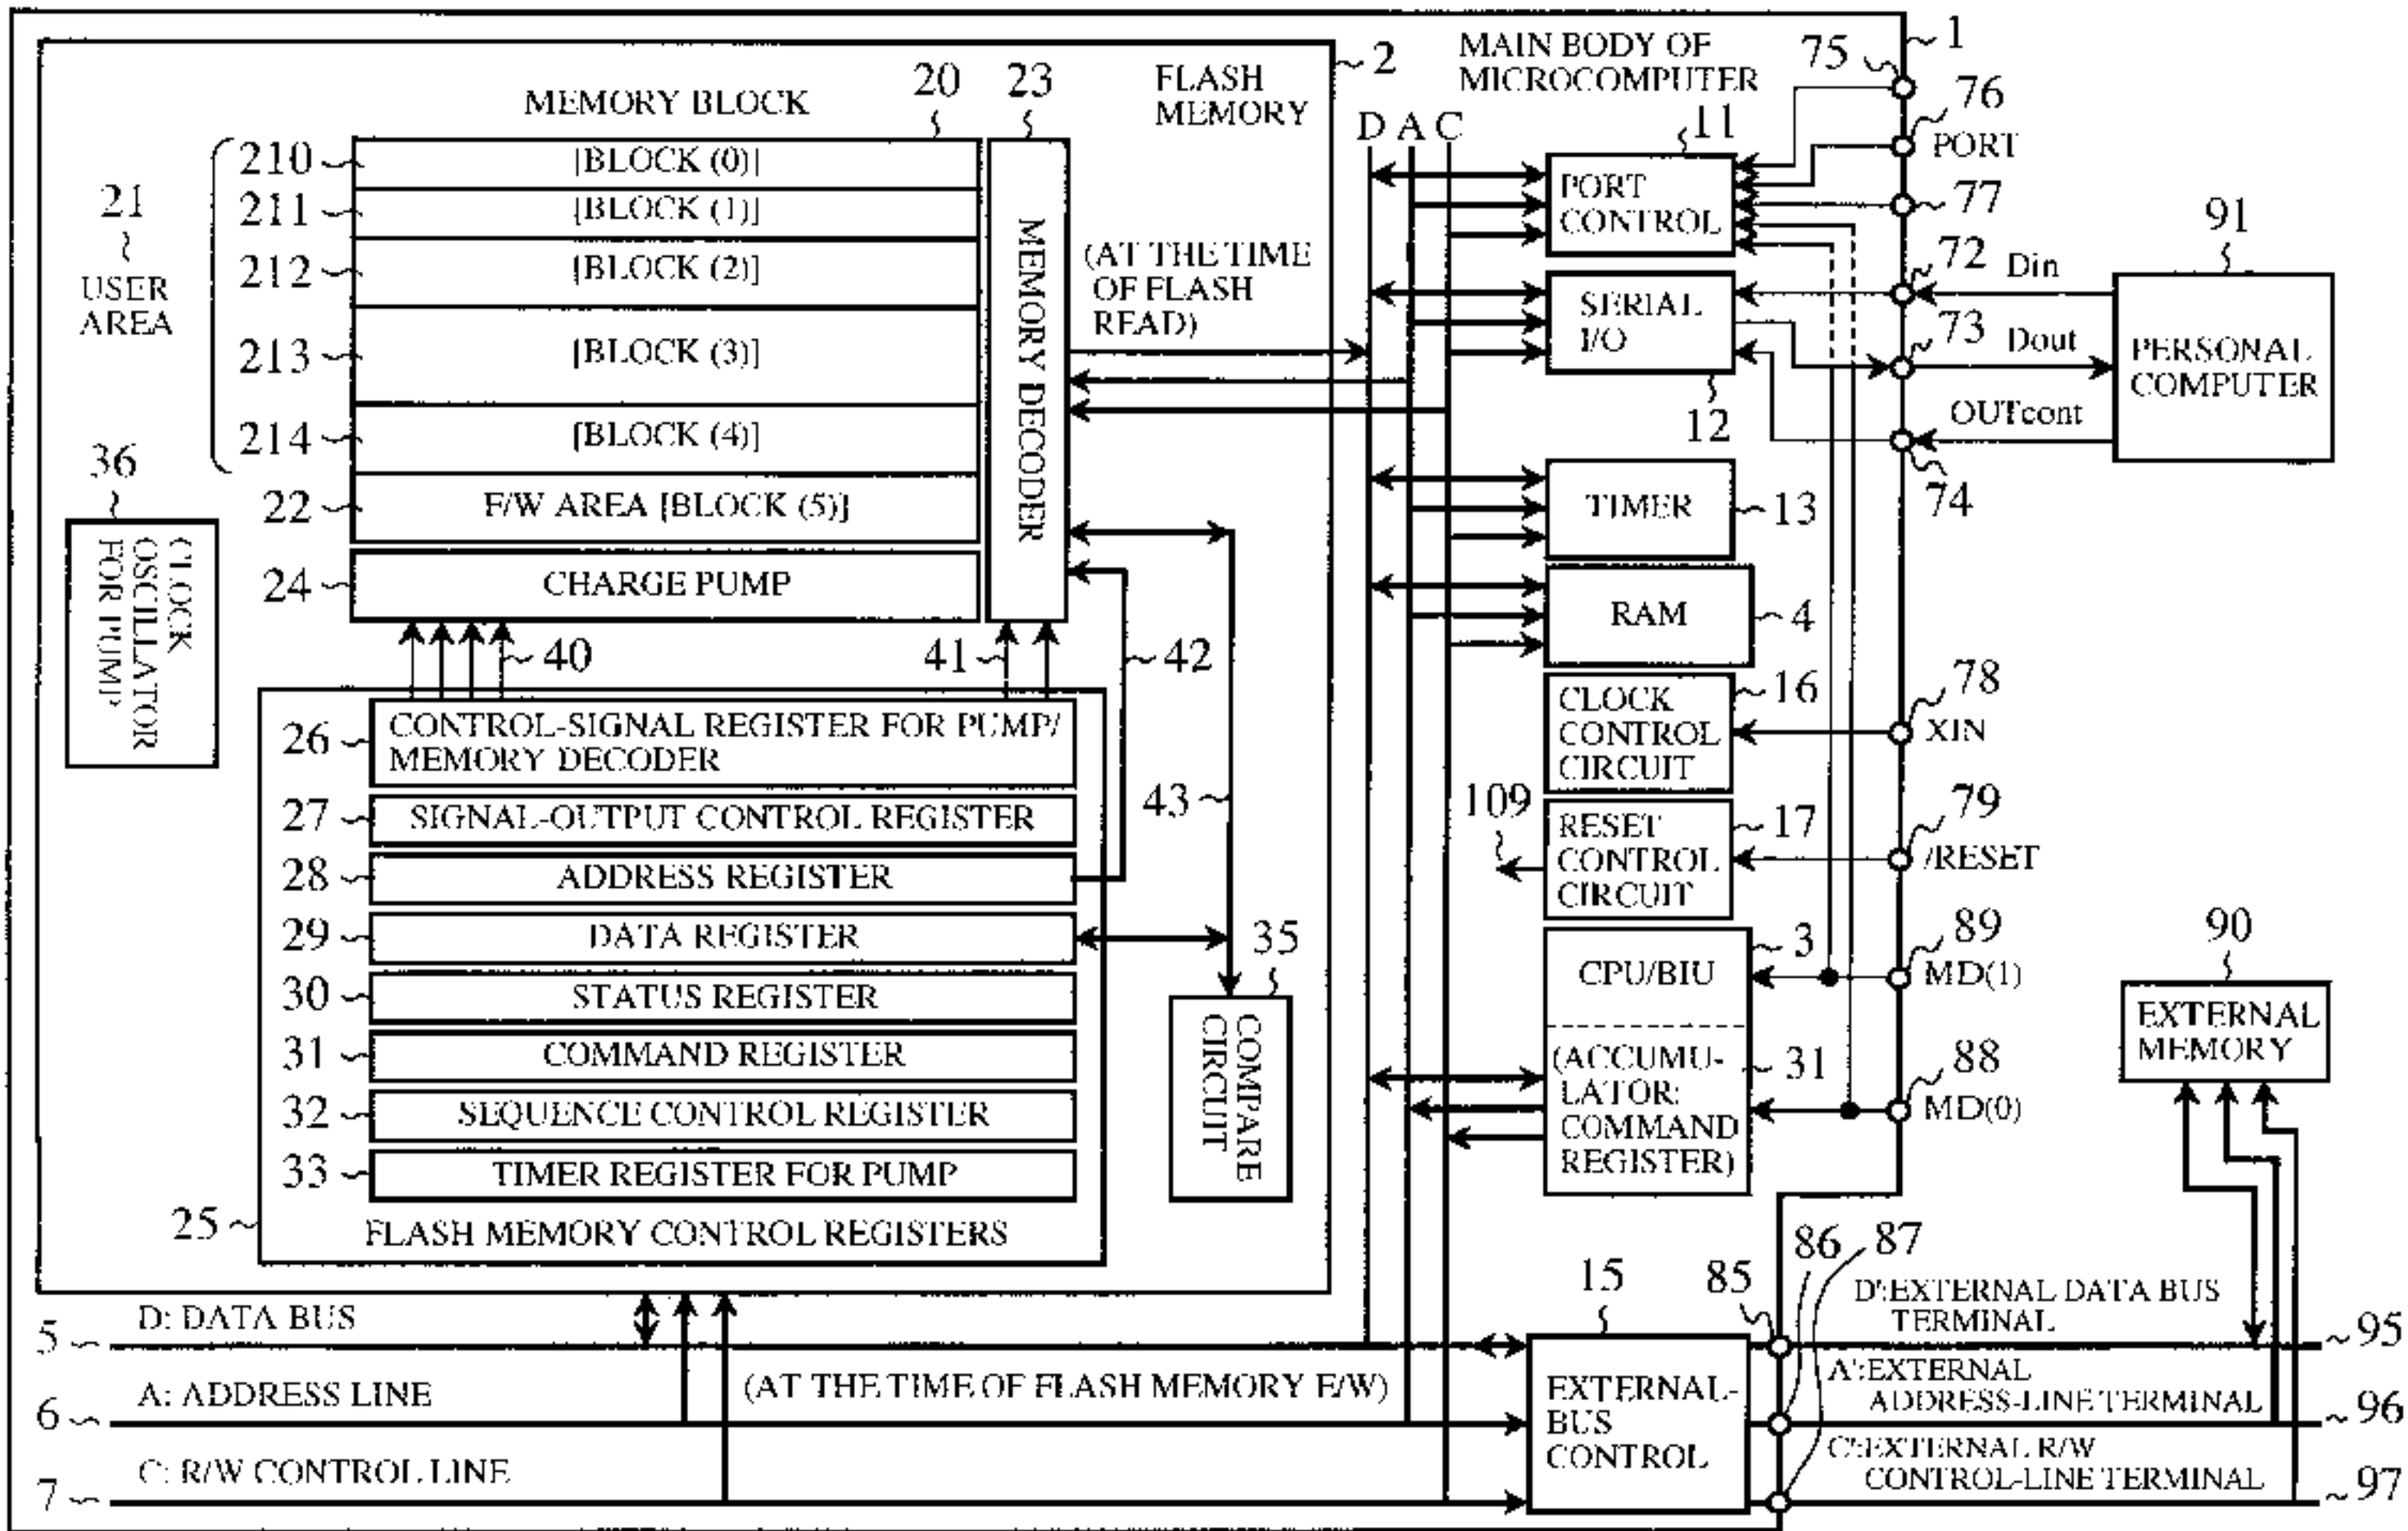 1
MAIN BODY OF
MICROCOMPUTER
2
FLASH
MEMORY
MEMORY BLOCK
20
23
21
USER
AREA
210
[BLOCK (0)]
211
[BLOCK (1)]
212
[BLOCK (2)]
213
[BLOCK (3)]
214
[BLOCK (4)]
22
F/W AREA [BLOCK (5)]
24
CHARGE PUMP
MEMORY DECODER
(AT THE TIME
OF FLASH
READ)
36
CLOCK
OSCILLATOR
FOR PUMP
40
41
42
43
26
CONTROL-SIGNAL REGISTER FOR PUMP/
MEMORY DECODER
27
SIGNAL-OUTPUT CONTROL REGISTER
28
ADDRESS REGISTER
29
DATA REGISTER
30
STATUS REGISTER
31
COMMAND REGISTER
32
SEQUENCE CONTROL REGISTER
33
TIMER REGISTER FOR PUMP
25
FLASH MEMORY CONTROL REGISTERS
35
COMPARE
CIRCUIT
D A C
11
PORT
CONTROL
SERIAL
I/O
12
TIMER
13
RAM
4
CLOCK
CONTROL
CIRCUIT
16
109
RESET
CONTROL
CIRCUIT
17
CPU/BIU
3
(ACCUMU-
LATOR:
COMMAND
REGISTER)
31
75
76
PORT
77
72
Din
73
Dout
OUTcont
74
91
PERSONAL
COMPUTER
78
XIN
79
/RESET
89
MD(1)
88
MD(0)
90
EXTERNAL
MEMORY
D: DATA BUS
5
A: ADDRESS LINE
6
(AT THE TIME OF FLASH MEMORY E/W)
C: R/W CONTROL LINE
7
15
EXTERNAL-
BUS
CONTROL
85
86
87
D':EXTERNAL DATA BUS
TERMINAL
95
A':EXTERNAL
ADDRESS-LINE TERMINAL
96
C':EXTERNAL R/W
CONTROL-LINE TERMINAL
97